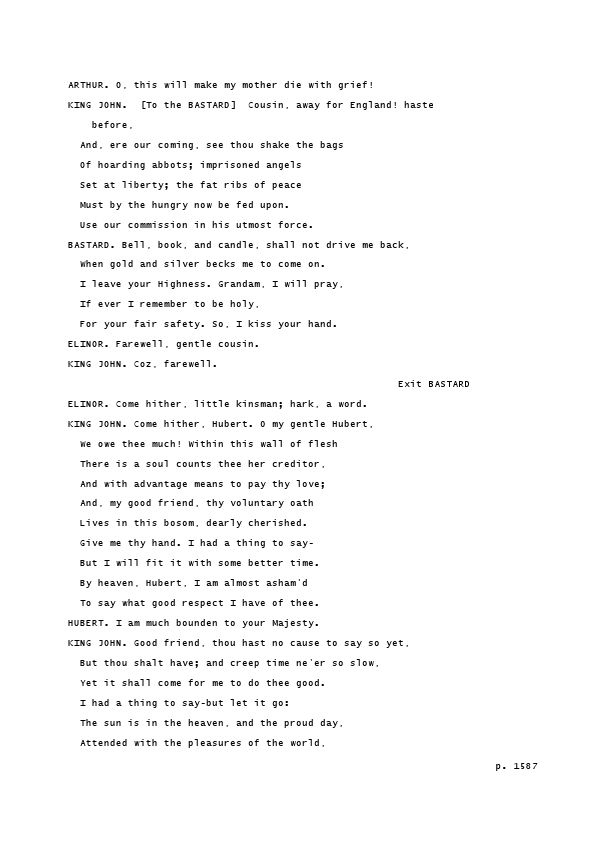 ARTHUR. O, this will make my mother die with grief!
KING JOHN.  [To the BASTARD]  Cousin, away for England! haste
    before,
  And, ere our coming, see thou shake the bags
  Of hoarding abbots; imprisoned angels
  Set at liberty; the fat ribs of peace
  Must by the hungry now be fed upon.
  Use our commission in his utmost force.
BASTARD. Bell, book, and candle, shall not drive me back,
  When gold and silver becks me to come on.
  I leave your Highness. Grandam, I will pray,
  If ever I remember to be holy,
  For your fair safety. So, I kiss your hand.
ELINOR. Farewell, gentle cousin.
KING JOHN. Coz, farewell.
                                                       Exit BASTARD
ELINOR. Come hither, little kinsman; hark, a word.
KING JOHN. Come hither, Hubert. O my gentle Hubert,
  We owe thee much! Within this wall of flesh
  There is a soul counts thee her creditor,
  And with advantage means to pay thy love;
  And, my good friend, thy voluntary oath
  Lives in this bosom, dearly cherished.
  Give me thy hand. I had a thing to say-
  But I will fit it with some better time.
  By heaven, Hubert, I am almost asham'd
  To say what good respect I have of thee.
HUBERT. I am much bounden to your Majesty.
KING JOHN. Good friend, thou hast no cause to say so yet,
  But thou shalt have; and creep time ne'er so slow,
  Yet it shall come for me to do thee good.
  I had a thing to say-but let it go:
  The sun is in the heaven, and the proud day,
  Attended with the pleasures of the world,
p. 1587